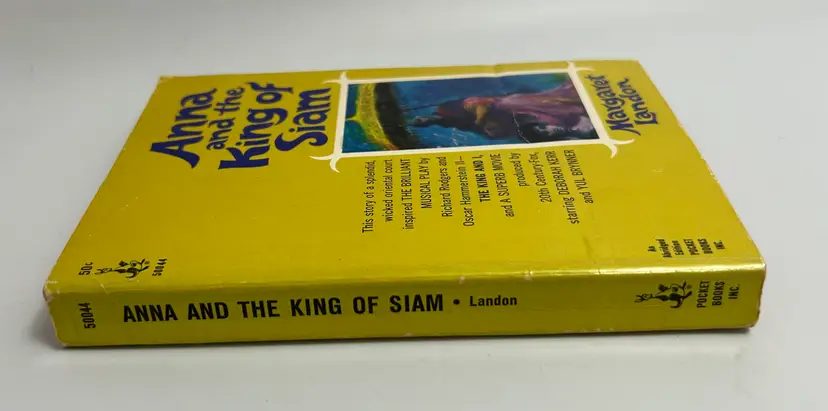 Anna
and the
King of
Siam
Margaret
Landon
This story of a splendid,
wicked oriental court
inspired THE BRILLIANT
MUSICAL PLAY by
Richard Rodgers and
Oscar Hammerstein II—
THE KING AND I,
and A SUPERB MOVIE
produced by
20th Century-Fox,
starring DEBORAH KERR
and YUL BRYNNER
50c
50044
An
Abridged
Edition
POCKET
BOOKS
INC.
50044
ANNA AND THE KING OF SIAM • Landon
POCKET
BOOKS
INC.